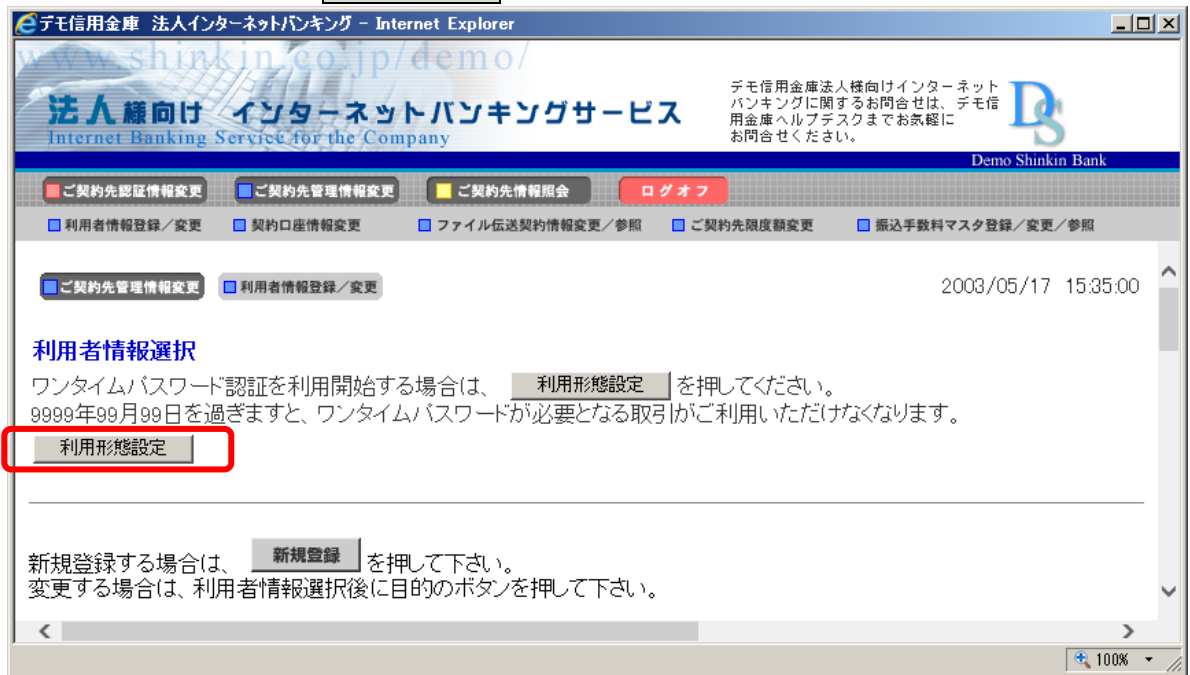 デモ信用金庫 法人インターネットバンキング - Internet Explorer
www.shinkin.co.jp/demo/
法人様向け インターネットバンキングサービス
Internet Banking Service for the Company
デモ信用金庫法人様向けインターネット
バンキングに関するお問合せは、デモ信
用金庫ヘルプデスクまでお気軽に
お問合せください。
DS
Demo Shinkin Bank
ご契約先認証情報変更 ご契約先管理情報変更 ご契約先情報照会 ログオフ
利用者情報登録／変更 契約口座情報変更 ファイル伝送契約情報変更／参照 ご契約先限度額変更 振込手数料マスタ登録／変更／参照
ご契約先管理情報変更 利用者情報登録／変更 2003/05/17 15:35:00
利用者情報選択
ワンタイムパスワード認証を利用開始する場合は、 利用形態設定 を押してください。
9999年99月99日を過ぎますと、ワンタイムパスワードが必要となる取引がご利用いただけなくなります。
利用形態設定
新規登録する場合は、 新規登録 を押して下さい。
変更する場合は、利用者情報選択後に目的のボタンを押して下さい。
100%